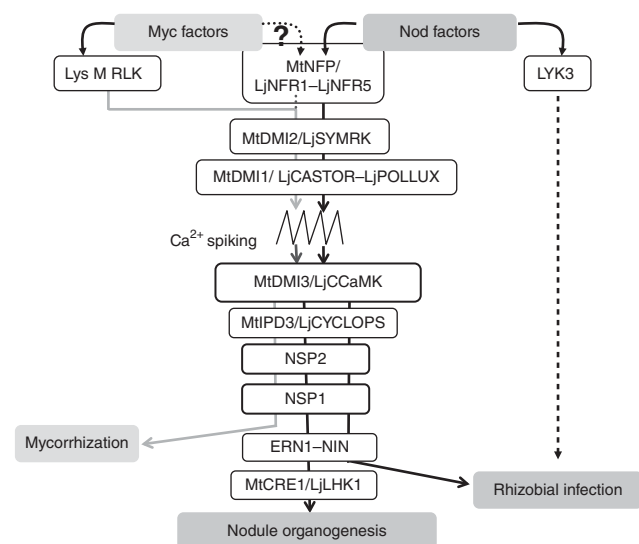 Myc factors
?
Nod factors
Lys M RLK
MtNFP/
LjNFR1–LjNFR5
LYK3
MtDMI2/LjSYMRK
MtDMI1/ LjCASTOR–LjPOLLUX
Ca2+ spiking
MtDMI3/LjCCaMK
MtIPD3/LjCYCLOPS
NSP2
NSP1
Mycorrhization
ERN1–NIN
MtCRE1/LjLHK1
Rhizobial infection
Nodule organogenesis